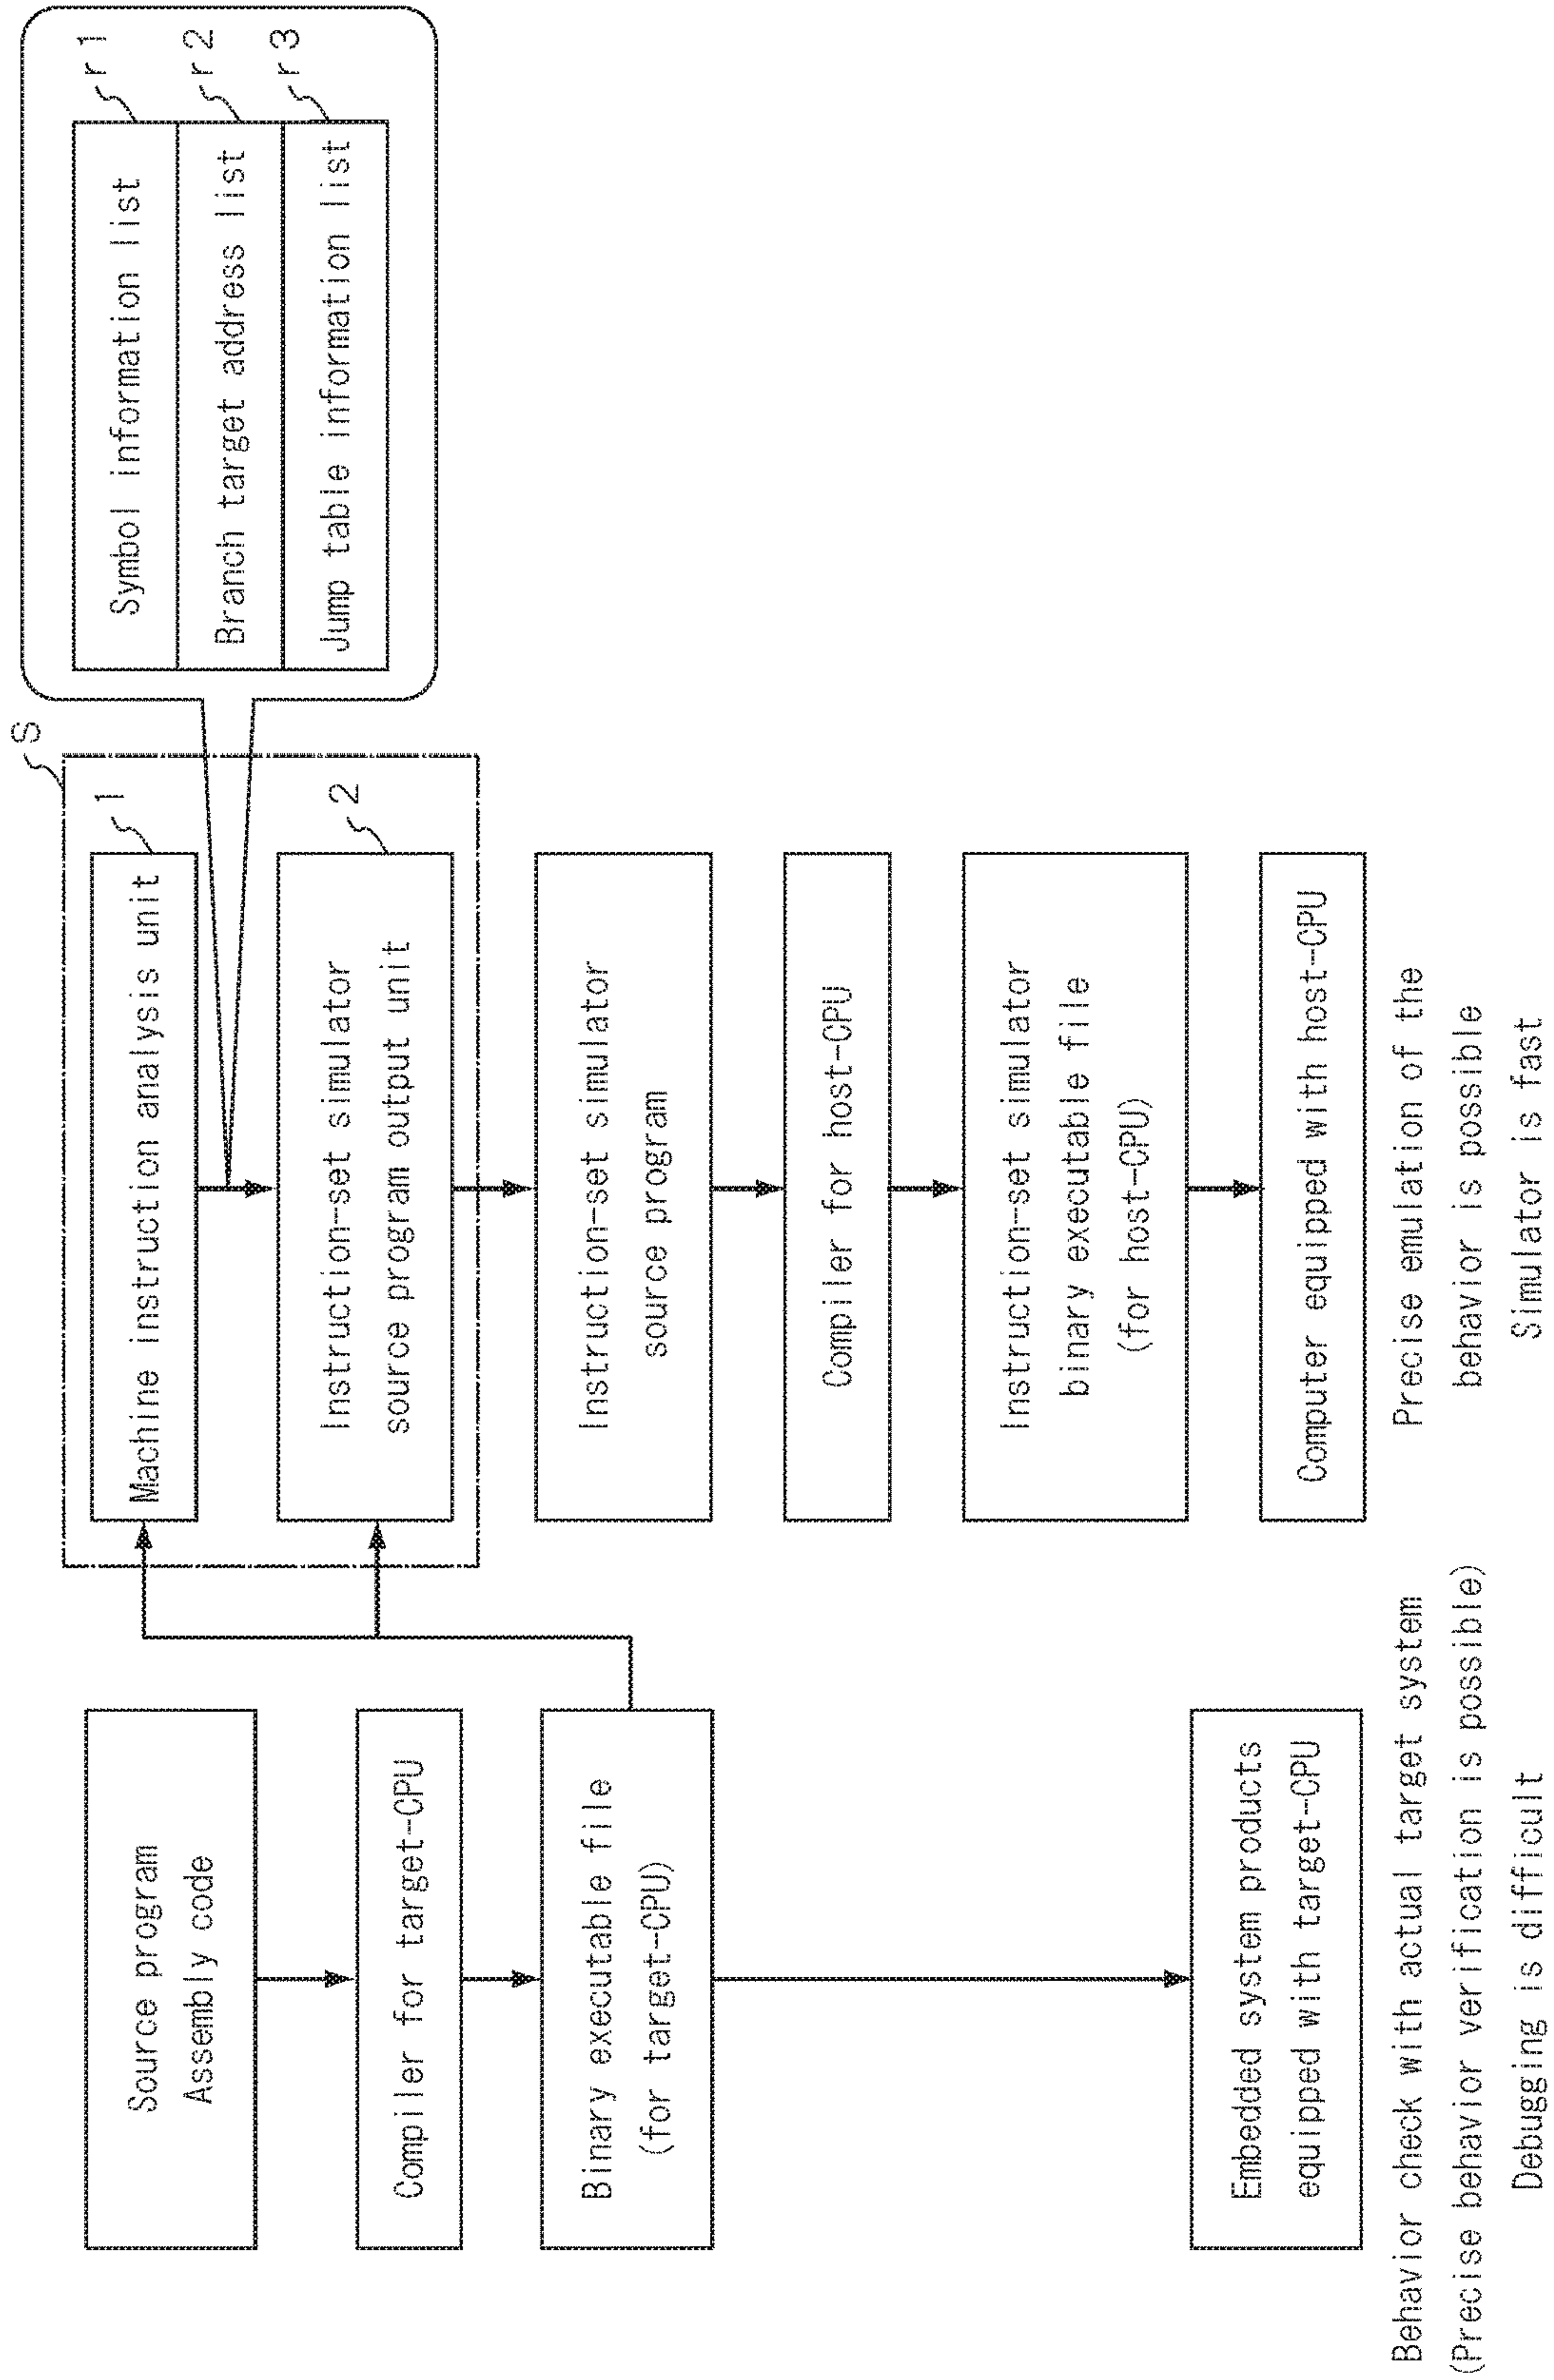 Source program
Assembly code
Compiler for target-CPU
Binary executable file
(for target-CPU)
Embedded system products
equipped with target-CPU
Behavior check with actual target system
(Precise behavior verification is possible)
Debugging is difficult
S
1
Machine instruction analysis unit
2
Instruction-set simulator
source program output unit
Instruction-set simulator
source program
Compiler for host-CPU
Instruction-set simulator
binary executable file
(for host-CPU)
Computer equipped with host-CPU
Precise emulation of the
behavior is possible
Simulator is fast
Symbol information list
r1
Branch target address list
r2
Jump table information list
r3